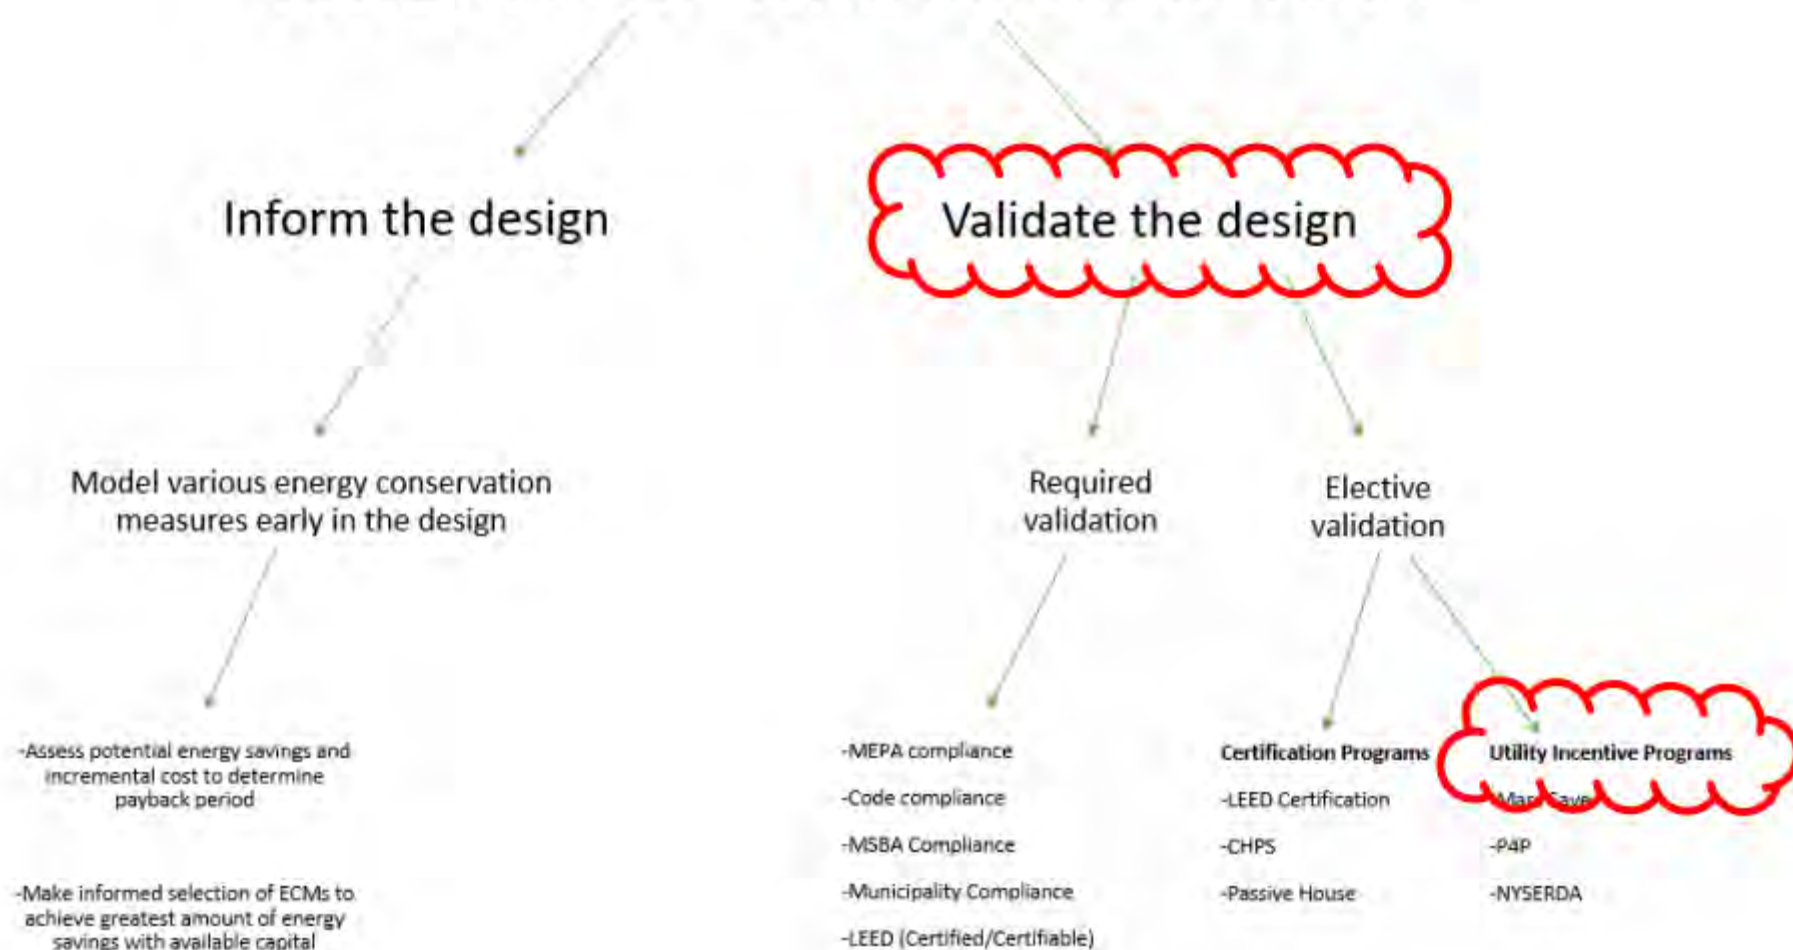 Inform the design
Validate the design
Model various energy conservation
measures early in the design
Required
validation
Elective
validation
-Assess potential energy savings and
incremental cost to determine
payback period
-Make informed selection of ECMs to
achieve greatest amount of energy
savings with available capital
-MEPA compliance
-Code compliance
-MSBA Compliance
-Municipality Compliance
-LEED (Certified/Certifiable)
Certification Programs
-LEED Certification
-CHPS
-Passive House
Utility Incentive Programs
-Mass Save
-P4P
-NYSERDA